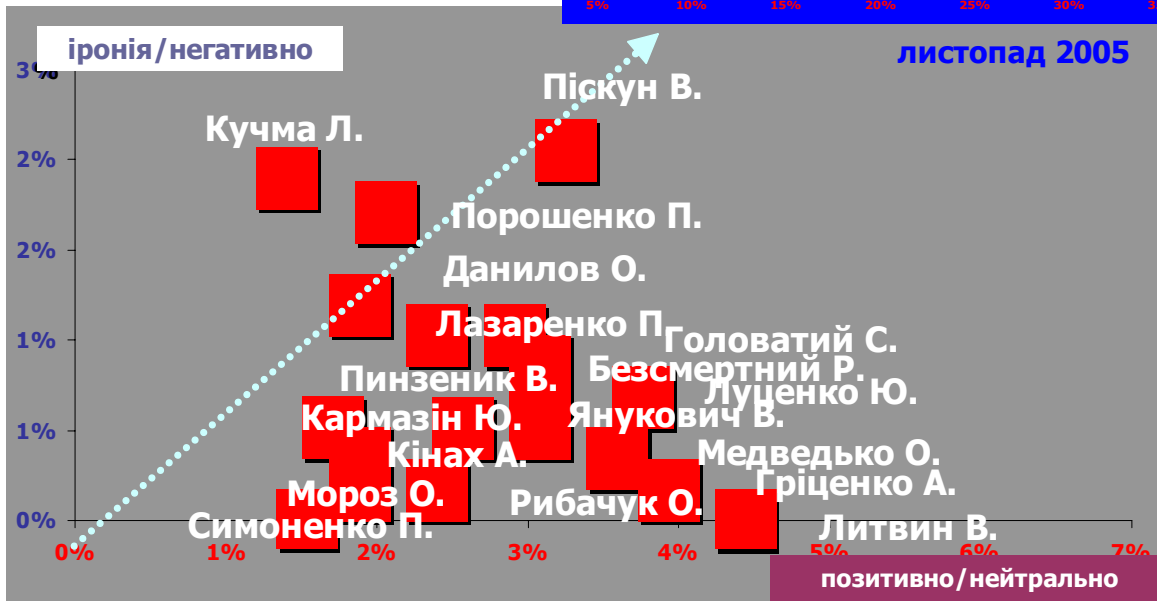 5% 10% 15% 20% 25% 30%
іронія/негативно
листопад 2005
3%
Піскун В.
Кучма Л.
2%
Порошенко П.
2%
Данилов О.
Лазаренко П
Головатий С.
1%
Безсмертний Р.
Пинзеник В.
Луценко Ю.
Кармазін Ю.
Янукович В.
1%
Кінах А.
Медведько О.
Гріценко А.
Мороз О.
Рибачук О.
0%
Симоненко П.
Литвин В.
0% 1% 2% 3% 4% 5% 6% 7%
позитивно/нейтрально